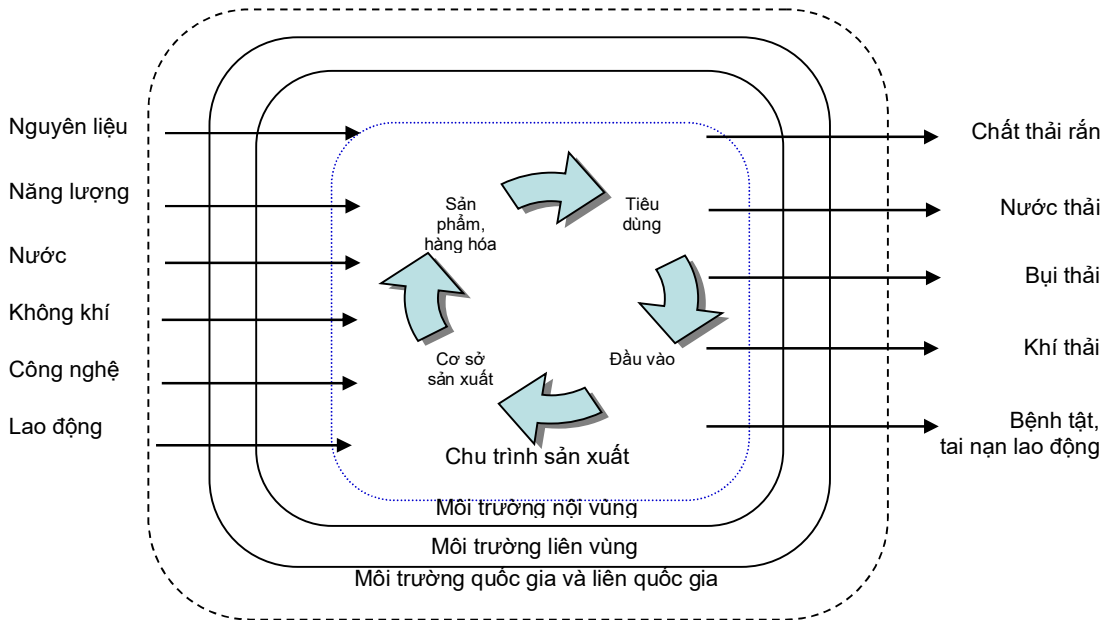 Nguyên liệu
Năng lượng
Nước
Không khí
Công nghệ
Lao động
Sản
phẩm,
hàng hóa
Tiêu
dùng
Cơ sở
sản xuất
Đầu vào
Chu trình sản xuất
Môi trường nội vùng
Môi trường liên vùng
Môi trường quốc gia và liên quốc gia
Chất thải rắn
Nước thải
Bụi thải
Khí thải
Bệnh tật,
tai nạn lao động